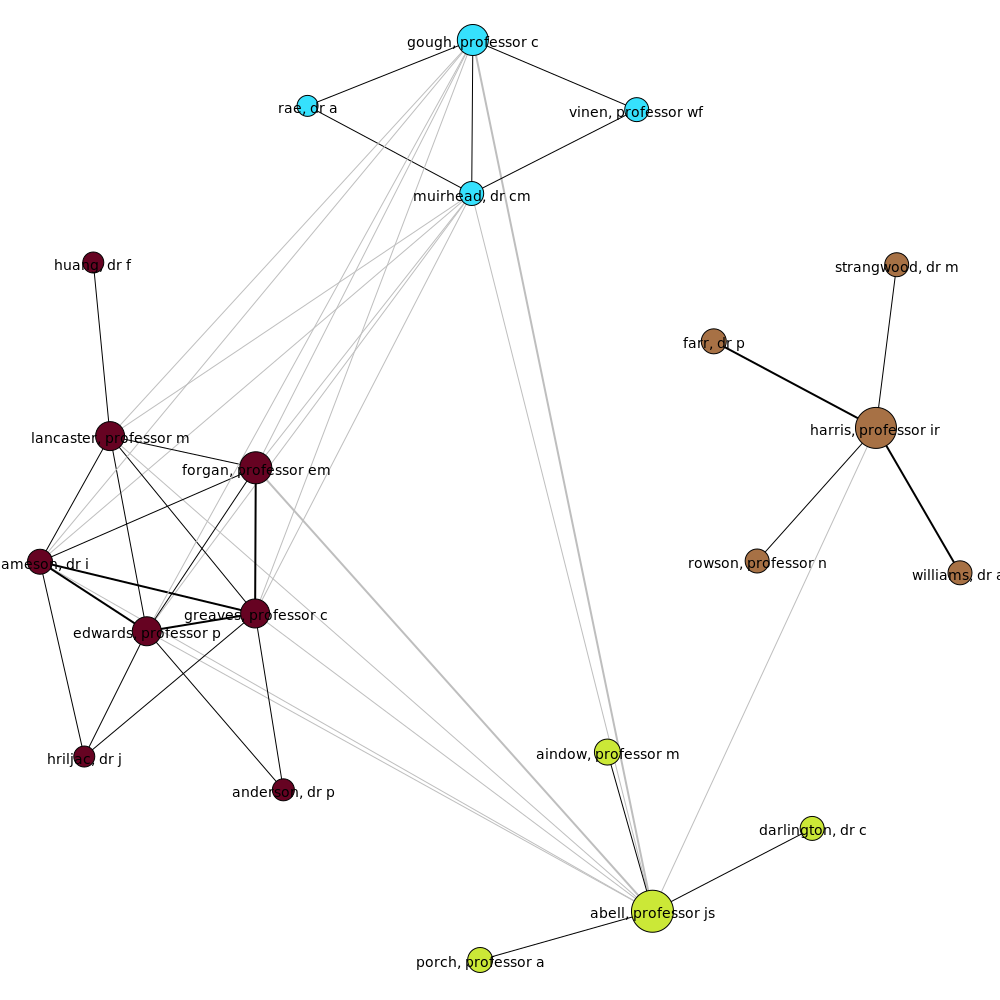 gough, professor c
rae, dr a
vinen, professor wf
muirhead, dr cm
huang, dr f
strangwood, dr m
farr, dr p
harris, professor ir
lancaster, professor m
forgan, professor em
ameson, dr i
rowson, professor n
williams, dr a
greaves, professor c
edwards, professor p
hriljac, dr j
anderson, dr p
aindow, professor m
darlington, dr c
abell, professor js
porch, professor a